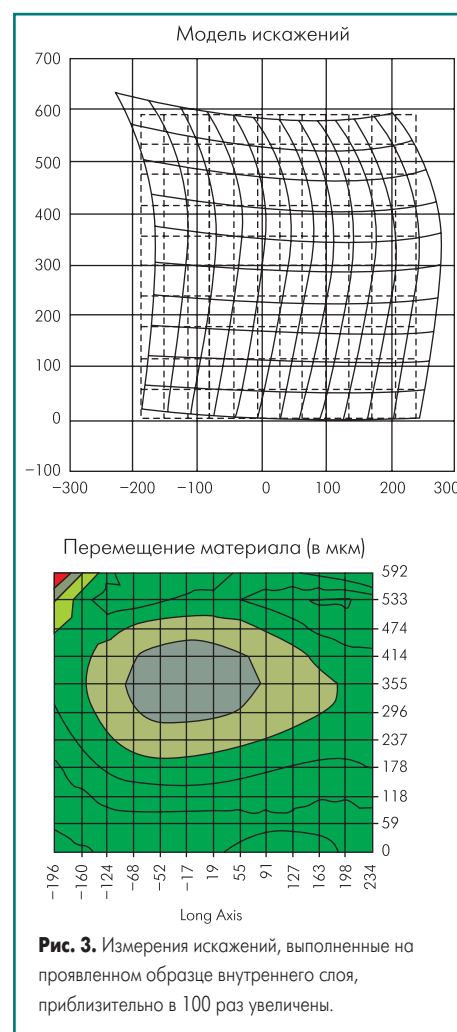 Модель искажений
700
600
500
400
300
200
100
0
−100
−300 −200 −100 0 100 200 300
Перемещение материала (в мкм)
592
533
474
414
355
296
237
178
118
59
0
−196 −160 −124 −68 −52 −17 19 55 91 127 163 198 234
Long Axis
Рис. 3. Измерения искажений, выполненные на
проявленном образце внутреннего слоя,
приблизительно в 100 раз увеличены.